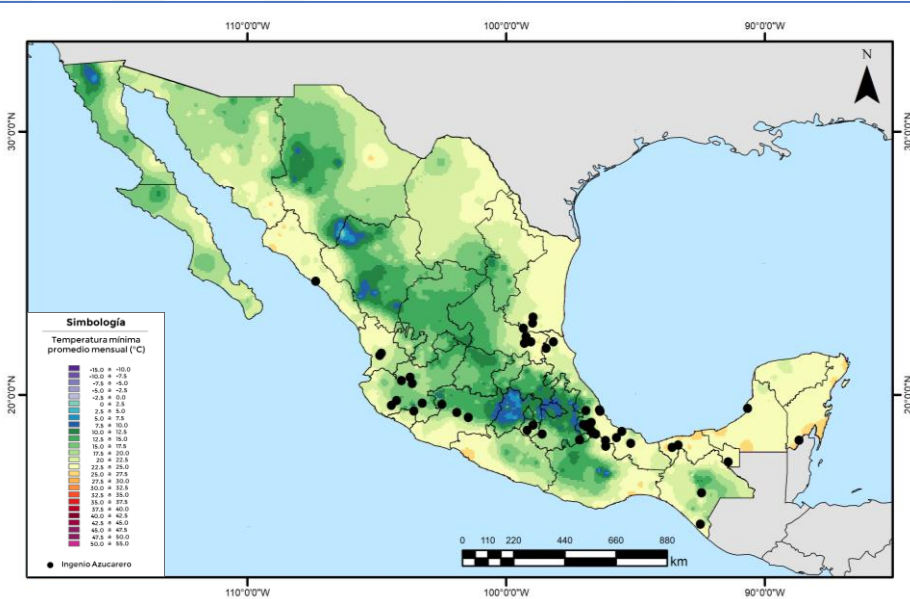 110°0'0"W 100°0'0"W 90°0'0"W
N
30°0'0"N 30°0'0"N
20°0'0"N 20°0'0"N
Simbología
Temperatura mínima
promedio mensual (°C)
-15.0 a -10.0
-10.0 a -7.5
-7.5 a -5.0
-5.0 a -2.5
-2.5 a 0.0
0 a 2.5
2.5 a 5.0
5.0 a 7.5
7.5 a 10.0
10.0 a 12.5
12.5 a 15.0
15.0 a 17.5
17.5 a 20.0
20 a 22.5
22.5 a 25.0
25.0 a 27.5
27.5 a 30.0
30.0 a 32.5
32.5 a 35.0
35.0 a 37.5
37.5 a 40.0
40.0 a 42.5
42.5 a 45.0
45.0 a 47.5
47.5 a 50.0
50.0 a 55.0
Ingenio Azucarero
0 110 220 440 660 880
km
110°0'0"W 100°0'0"W 90°0'0"W